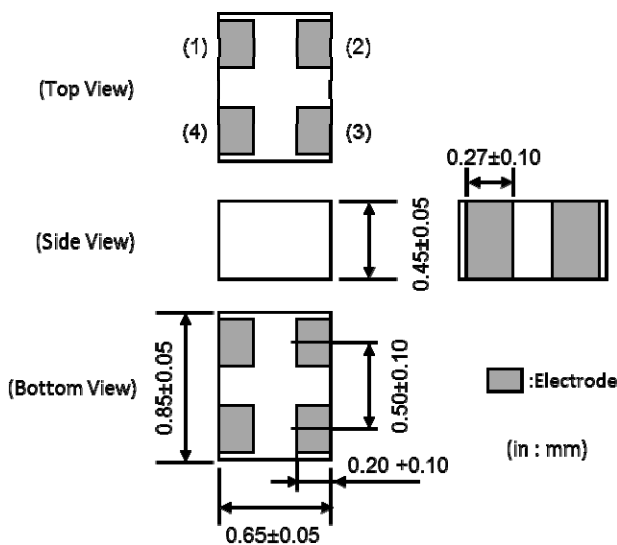 (1)
(2)
(Top View)
(4)
(3)
0.27±0.10
(Side View)
0.45±0.05
(Bottom View)
0.85±0.05
0.50±0.10
:Electrode
(in : mm)
0.20 +0.10
0.65±0.05